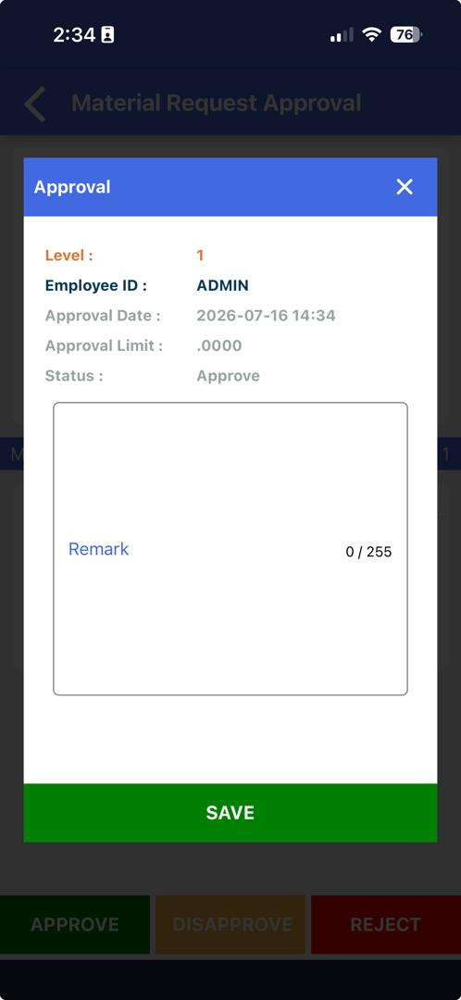 2:34
76
Material Request Approval
Approval
Level : 1
Employee ID : ADMIN
Approval Date : 2026-07-16 14:34
Approval Limit : .0000
Status : Approve
M 1
Remark 0 / 255
SAVE
APPROVE DISAPPROVE REJECT